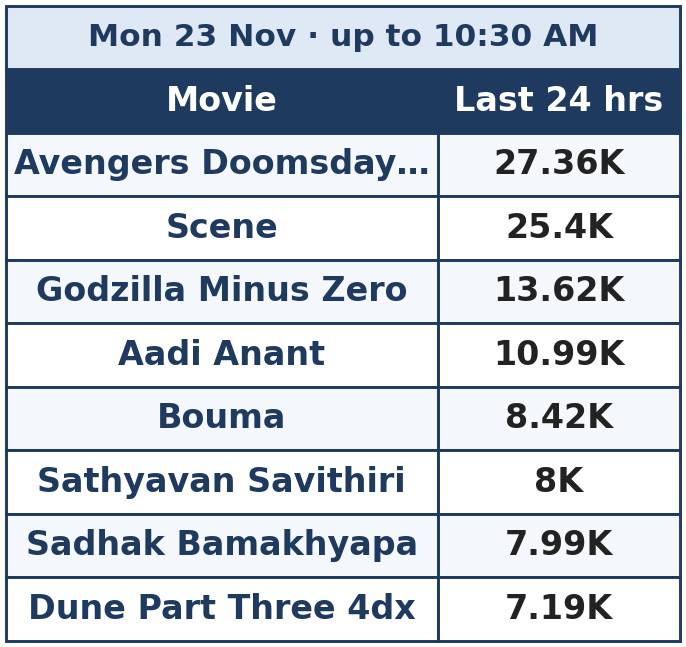 Mon 23 Nov · up to 10:30 AM
Movie Last 24 hrs
Avengers Doomsday... 27.36K
Scene 25.4K
Godzilla Minus Zero 13.62K
Aadi Anant 10.99K
Bouma 8.42K
Sathyavan Savithiri 8K
Sadhak Bamakhyapa 7.99K
Dune Part Three 4dx 7.19K